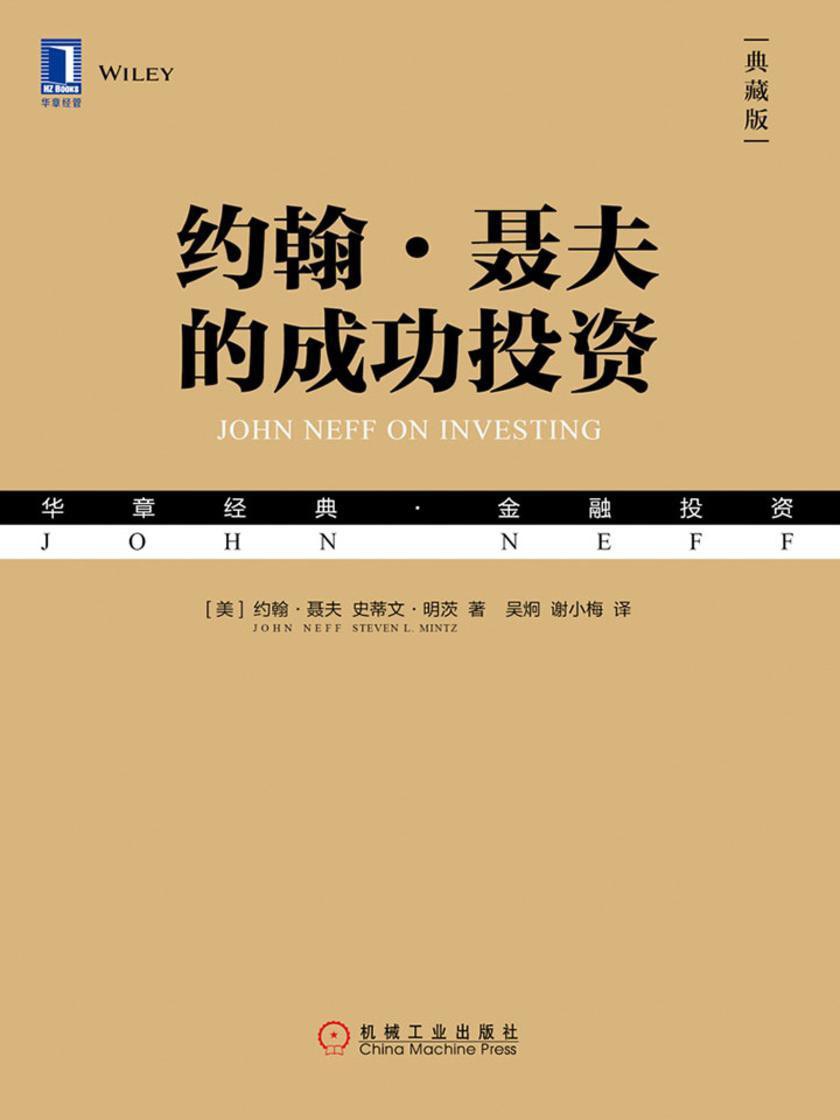 HZ BOOKS
华章经管
WILEY
典藏版
约翰·聂夫
的成功投资
JOHN NEFF ON INVESTING
华章经典·金融投资
JOHN NEFF
[美] 约翰·聂夫 史蒂文·明茨 著 吴炯 谢小梅 译
JOHN NEFF STEVEN L. MINTZ
机械工业出版社
China Machine Press